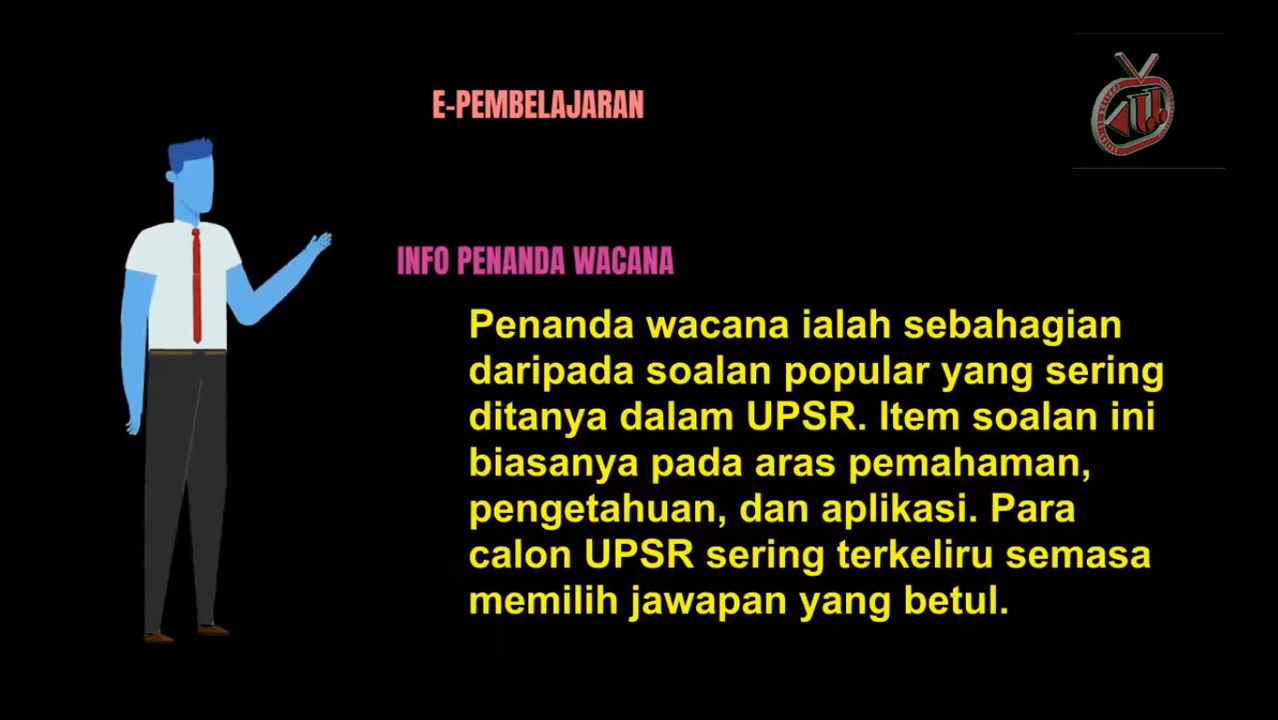 E-PEMBELAJARAN
INFO PENANDA WACANA
Penanda wacana ialah sebahagian
daripada soalan popular yang sering
ditanya dalam UPSR. Item soalan ini
biasanya pada aras pemahaman,
pengetahuan, dan aplikasi. Para
calon UPSR sering terkeliru semasa
memilih jawapan yang betul.